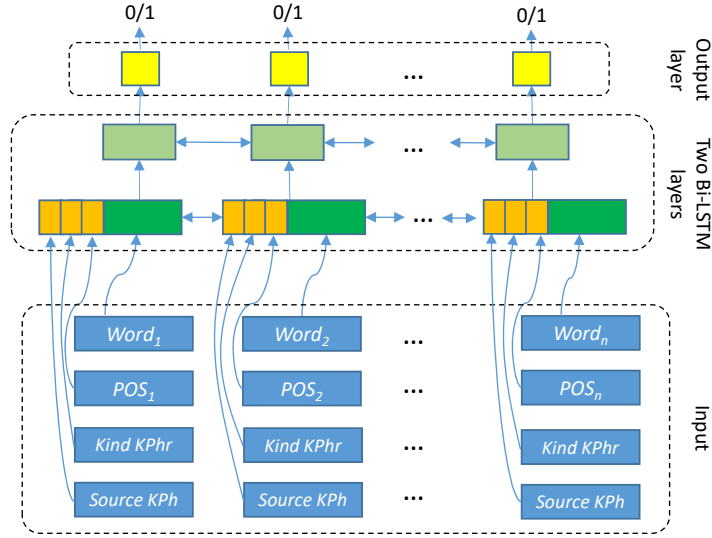 0/1 0/1 0/1
...
Output
layer
...
Two Bi-LSTM
layers
...
Word1 Word2 ... Wordn
POS1 POS2 ... POSn
Kind KPhr Kind KPhr ... Kind KPhr
Source KPh Source KPh ... Source KPh
Input